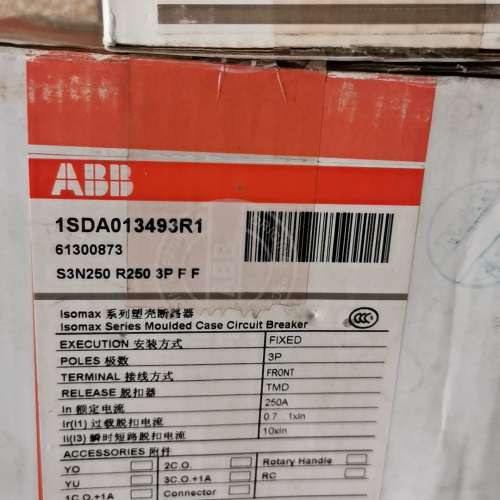 ABB
1SDA013493R1
61300873
S3N250 R250 3P F F
Isomax 系列塑壳断路器
Isomax Series Moulded Case Circuit Breaker
CCC
EXECUTION 安装方式 FIXED
POLES 极数 3P
TERMINAL 接线方式 FRONT
RELEASE 脱扣器 TMD
In 额定电流 250A
Ir(I1) 过载脱扣电流 0.7...1xIn
Ii(I3) 瞬时短路脱扣电流 10xIn
ACCESSORIES 附件
YO 2C.O. Rotary Handle
YU 3C.O.+1A RC
1C.O.+1A Connector